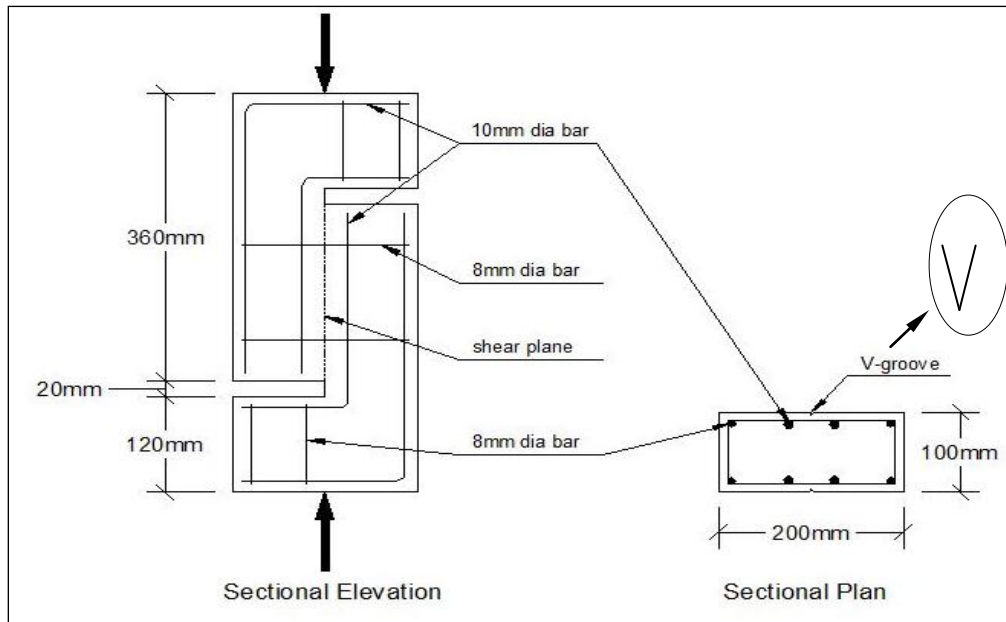 10mm dia bar
360mm
8mm dia bar
shear plane
V
V-groove
20mm
120mm
8mm dia bar
100mm
200mm
Sectional Elevation
Sectional Plan